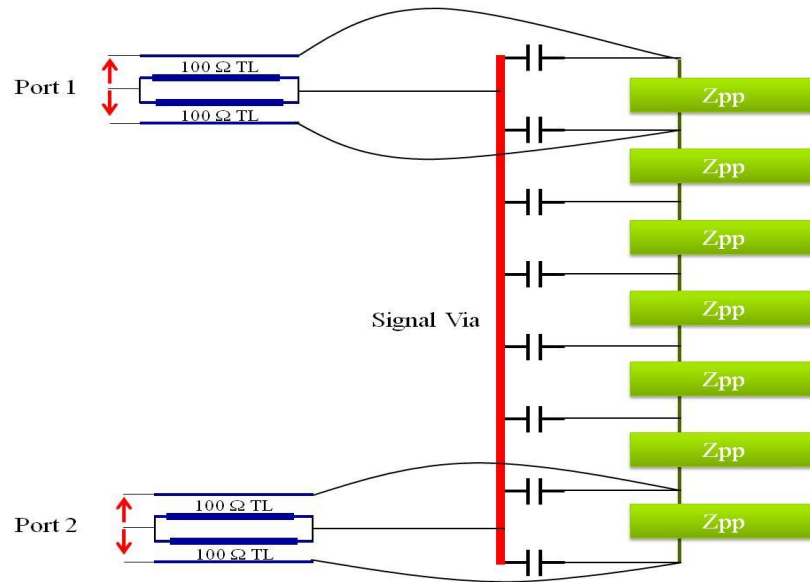 100 Ω TL
Port 1
100 Ω TL
Zpp
Zpp
Zpp
Zpp
Signal Via
Zpp
Zpp
Zpp
100 Ω TL
Port 2
100 Ω TL